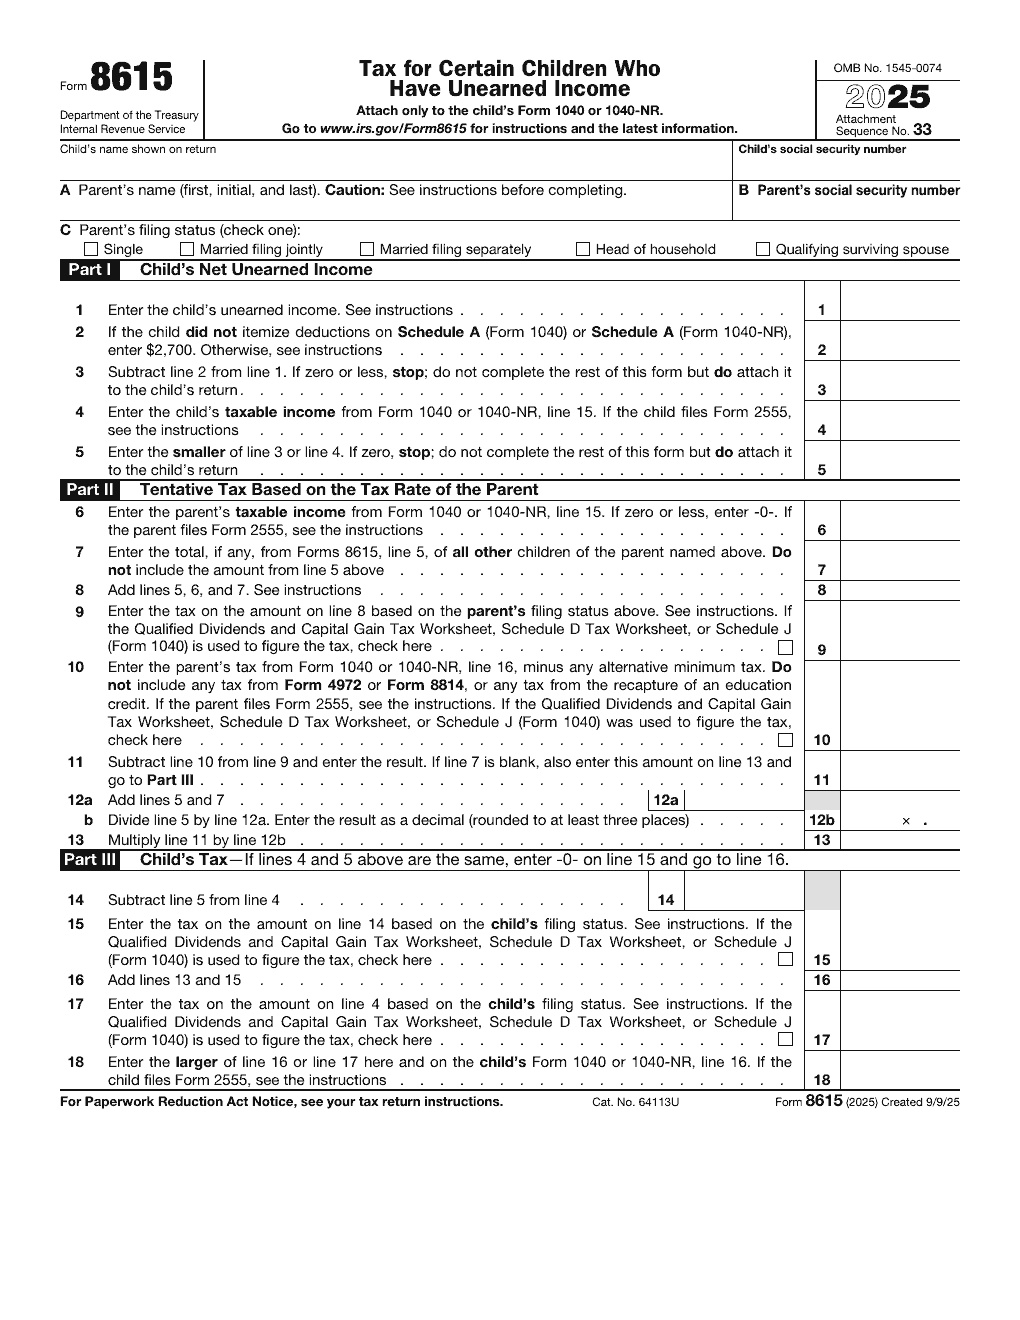 Form 8615
Department of the Treasury
Internal Revenue Service
Tax for Certain Children Who
Have Unearned Income
Attach only to the child's Form 1040 or 1040-NR.
Go to www.irs.gov/Form8615 for instructions and the latest information.
OMB No. 1545-0074
2025
Attachment
Sequence No. 33
Child's name shown on return
Child's social security number
A Parent's name (first, initial, and last). Caution: See instructions before completing.
B Parent's social security number
C Parent's filing status (check one):
Single Married filing jointly Married filing separately Head of household Qualifying surviving spouse
Part I Child's Net Unearned Income
1 Enter the child's unearned income. See instructions . . . . . . . . . . . . . . . . 1
2 If the child did not itemize deductions on Schedule A (Form 1040) or Schedule A (Form 1040-NR),
enter $2,700. Otherwise, see instructions . . . . . . . . . . . . . . . . . . 2
3 Subtract line 2 from line 1. If zero or less, stop; do not complete the rest of this form but do attach it
to the child's return . . . . . . . . . . . . . . . . . . . . . . . . . 3
4 Enter the child's taxable income from Form 1040 or 1040-NR, line 15. If the child files Form 2555,
see the instructions . . . . . . . . . . . . . . . . . . . . . . . . 4
5 Enter the smaller of line 3 or line 4. If zero, stop; do not complete the rest of this form but do attach it
to the child's return . . . . . . . . . . . . . . . . . . . . . . . . 5
Part II Tentative Tax Based on the Tax Rate of the Parent
6 Enter the parent's taxable income from Form 1040 or 1040-NR, line 15. If zero or less, enter -0-. If
the parent files Form 2555, see the instructions . . . . . . . . . . . . . . . . 6
7 Enter the total, if any, from Forms 8615, line 5, of all other children of the parent named above. Do
not include the amount from line 5 above . . . . . . . . . . . . . . . . . . 7
8 Add lines 5, 6, and 7. See instructions . . . . . . . . . . . . . . . . . . . 8
9 Enter the tax on the amount on line 8 based on the parent's filing status above. See instructions. If
the Qualified Dividends and Capital Gain Tax Worksheet, Schedule D Tax Worksheet, or Schedule J
(Form 1040) is used to figure the tax, check here . . . . . . . . . . . . . . . . 9
10 Enter the parent's tax from Form 1040 or 1040-NR, line 16, minus any alternative minimum tax. Do
not include any tax from Form 4972 or Form 8814, or any tax from the recapture of an education
credit. If the parent files Form 2555, see the instructions. If the Qualified Dividends and Capital Gain
Tax Worksheet, Schedule D Tax Worksheet, or Schedule J (Form 1040) was used to figure the tax,
check here . . . . . . . . . . . . . . . . . . . . . . . . . . 10
11 Subtract line 10 from line 9 and enter the result. If line 7 is blank, also enter this amount on line 13 and
go to Part III . . . . . . . . . . . . . . . . . . . . . . . . . . . 11
12a Add lines 5 and 7 . . . . . . . . . . . . . . . . . . 12a
b Divide line 5 by line 12a. Enter the result as a decimal (rounded to at least three places) . . . . . 12b × .
13 Multiply line 11 by line 12b . . . . . . . . . . . . . . . . . . . . . . 13
Part III Child's Tax—If lines 4 and 5 above are the same, enter -0- on line 15 and go to line 16.
14 Subtract line 5 from line 4 . . . . . . . . . . . . . . . 14
15 Enter the tax on the amount on line 14 based on the child's filing status. See instructions. If the
Qualified Dividends and Capital Gain Tax Worksheet, Schedule D Tax Worksheet, or Schedule J
(Form 1040) is used to figure the tax, check here . . . . . . . . . . . . . . . . 15
16 Add lines 13 and 15 . . . . . . . . . . . . . . . . . . . . . . . . 16
17 Enter the tax on the amount on line 4 based on the child's filing status. See instructions. If the
Qualified Dividends and Capital Gain Tax Worksheet, Schedule D Tax Worksheet, or Schedule J
(Form 1040) is used to figure the tax, check here . . . . . . . . . . . . . . . . 17
18 Enter the larger of line 16 or line 17 here and on the child's Form 1040 or 1040-NR, line 16. If the
child files Form 2555, see the instructions . . . . . . . . . . . . . . . . . . 18
For Paperwork Reduction Act Notice, see your tax return instructions. Cat. No. 64113U Form 8615 (2025) Created 9/9/25